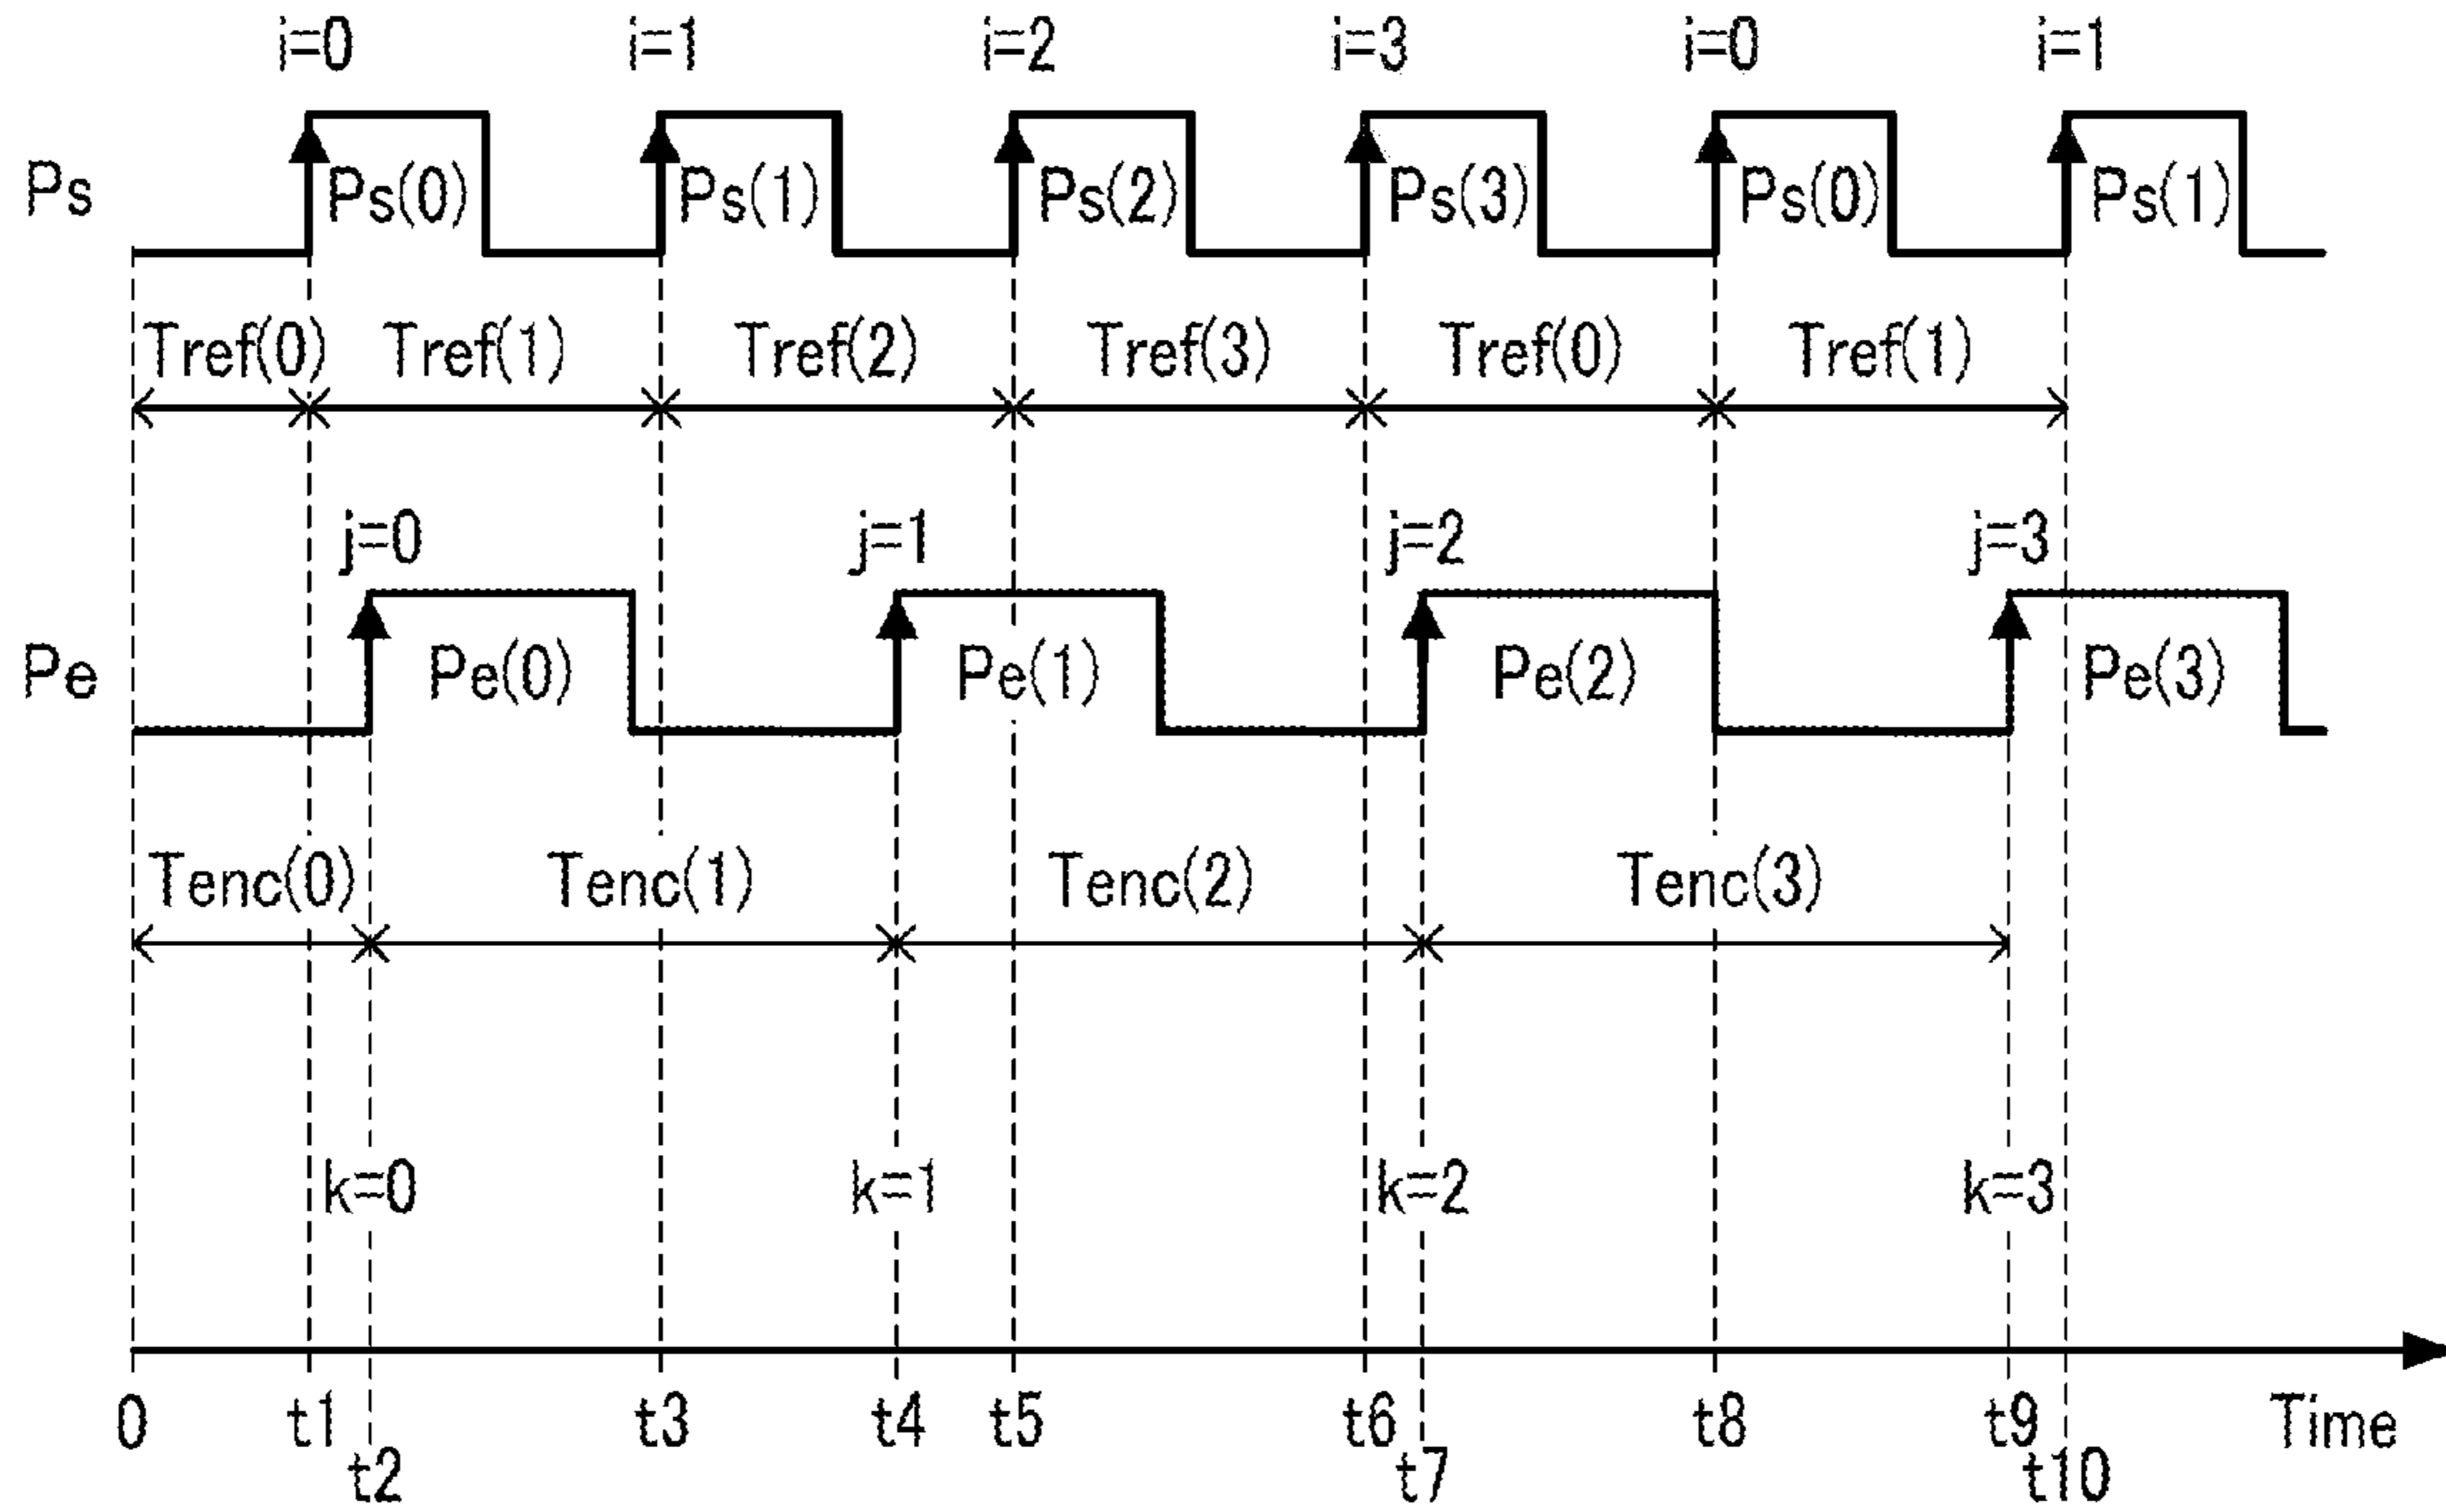 i=0 i=1 i=2 i=3 i=0 i=1
Ps Ps(0) Ps(1) Ps(2) Ps(3) Ps(0) Ps(1)
Tref(0) Tref(1) Tref(2) Tref(3) Tref(0) Tref(1)
j=0 j=1 j=2 j=3
Pe Pe(0) Pe(1) Pe(2) Pe(3)
Tenc(0) Tenc(1) Tenc(2) Tenc(3)
k=0 k=1 k=2 k=3
0 t1 t3 t4 t5 t6 t8 t9 Time
t2 t7 t10